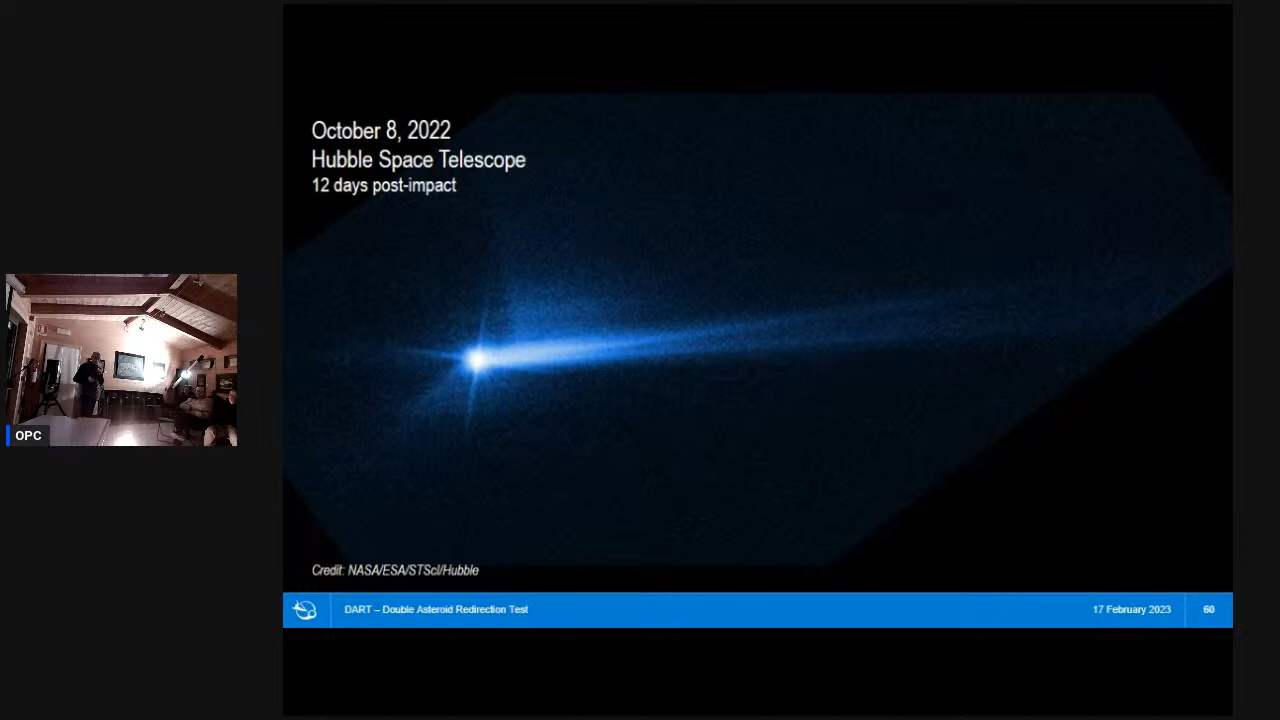 October 8, 2022
Hubble Space Telescope
12 days post-impact
OPC
Credit: NASA/ESA/STScI/Hubble
DART – Double Asteroid Redirection Test
17 February 2023
60